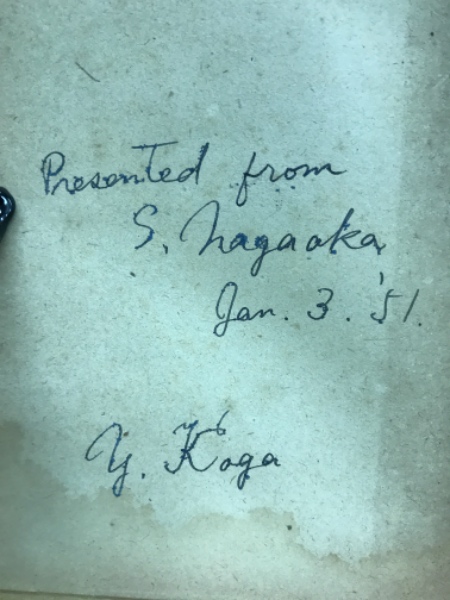 Presented from
S. Nagaoka
Jan. 3. '51.
Y. Koga